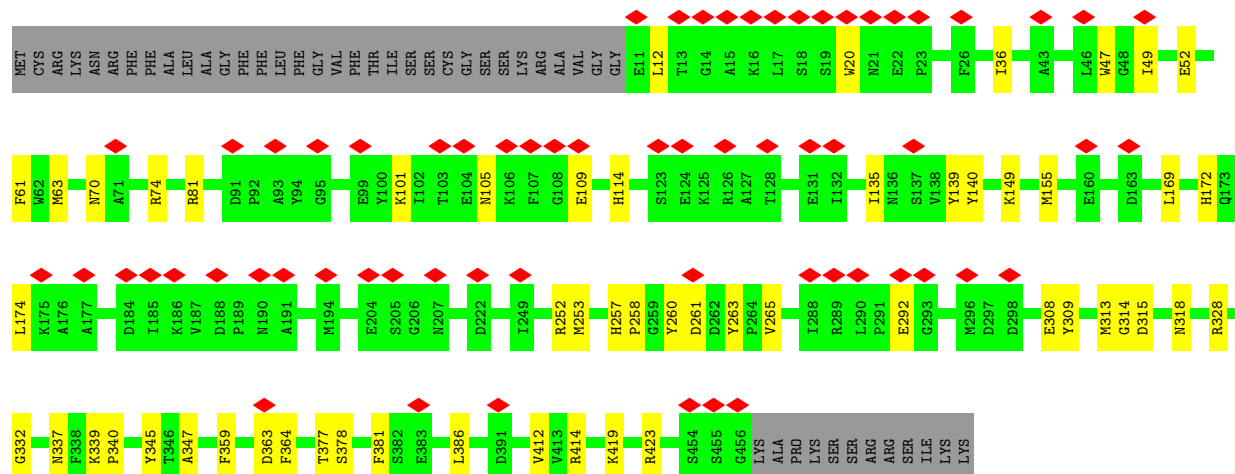 MET CYS ARG LYS ASN ARG PHE PHE ALA LEU ALA GLY PHE PHE LEU PHE GLY VAL PHE THR ILE SER SER CYS GLY SER SER LYS ARG ALA VAL GLY GLY E11 L12 T13 G14 A15 K16 L17 S18 S19 W20 N21 E22 P23 F26 I36 A43 L46 W47 G48 I49 E52
F61 W62 M63 N70 A71 R74 R81 D91 P92 A93 Y94 G95 E99 Y100 K101 I102 T103 E104 N105 K106 F107 G108 E109 H114 S123 E124 K125 R126 A127 T128 E131 I132 I135 N136 S137 V138 Y139 Y140 K149 M155 E160 D163 L169 H172 Q173
L174 K175 A176 A177 D184 I185 K186 V187 D188 P189 N190 A191 M194 E204 S205 G206 N207 D222 I249 R252 M253 H257 P258 G259 Y260 D261 D262 Y263 P264 V265 I288 R289 L290 P291 E292 G293 M296 D297 D298 E308 Y309 M313 G314 D315 N318 R328
G332 N337 F338 K339 P340 Y345 T346 A347 F359 D363 F364 T377 S378 F381 S382 E383 L386 D391 V412 V413 R414 K419 R423 S454 S455 G456 LYS ALA PRO LYS SER SER ARG ARG SER ILE LYS LYS